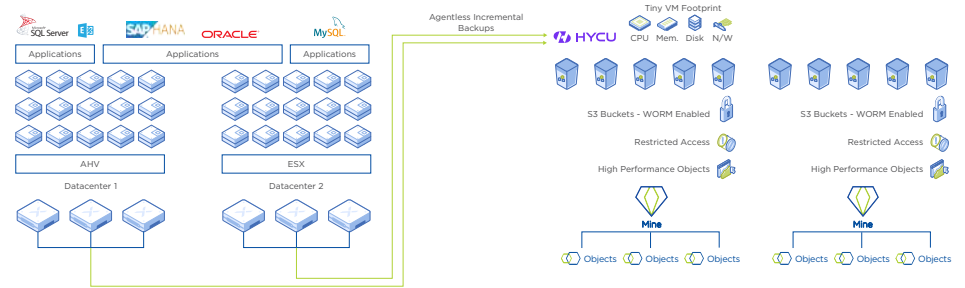 Microsoft
SQL Server
SAP HANA
ORACLE
MySQL
Applications
Applications
Applications
AHV
ESX
Datacenter 1
Datacenter 2
Agentless Incremental
Backups
HYCU
Tiny VM Footprint
CPU
Mem.
Disk
N/W
S3 Buckets - WORM Enabled
Restricted Access
High Performance Objects
Mine
Objects
Objects
Objects
S3 Buckets - WORM Enabled
Restricted Access
High Performance Objects
Mine
Objects
Objects
Objects